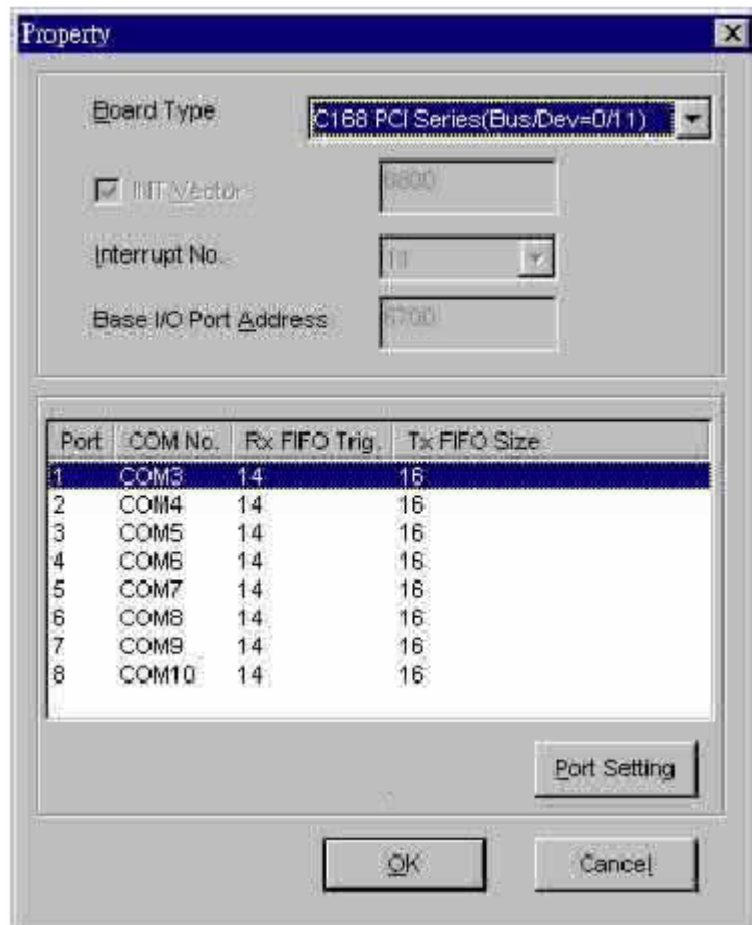 Property
Board Type
C168 PCI Series(Bus/Dev=0/11)
INT Vector
6800
Interrupt No.
11
Base I/O Port Address
6700
Port COM No. Rx FIFO Trig. Tx FIFO Size
1 COM3 14 16
2 COM4 14 16
3 COM5 14 16
4 COM6 14 16
5 COM7 14 16
6 COM8 14 16
7 COM9 14 16
8 COM10 14 16
Port Setting
OK
Cancel